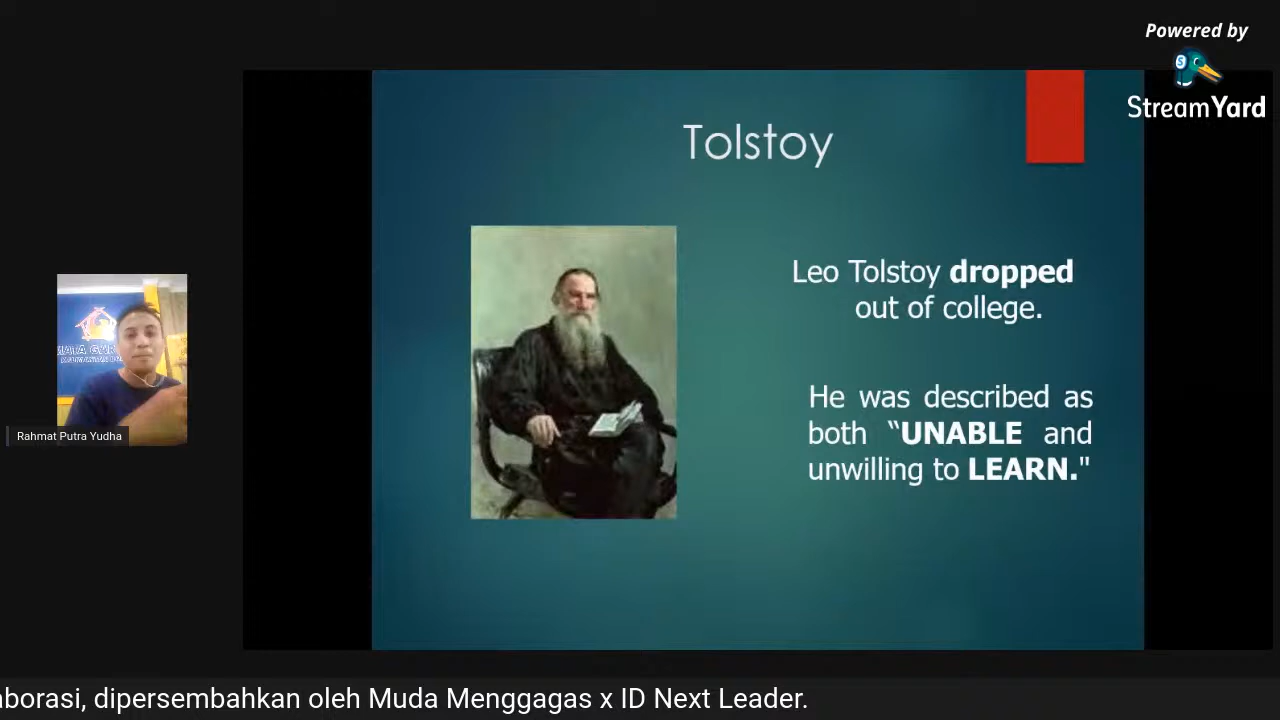 Powered by
StreamYard
Tolstoy
Leo Tolstoy dropped
out of college.
He was described as
both “UNABLE and
unwilling to LEARN."
Rahmat Putra Yudha
aborasi, dipersembahkan oleh Muda Menggagas x ID Next Leader.